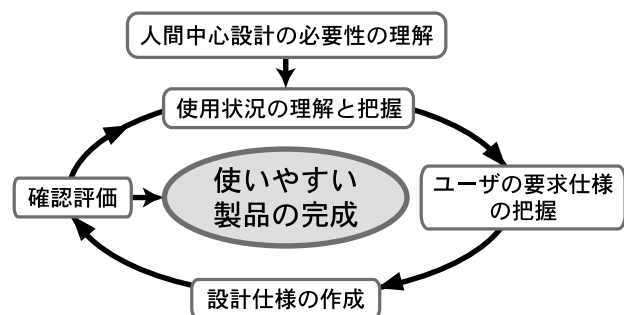 人間中心設計の必要性の理解
使用状況の理解と把握
ユーザの要求仕様
の把握
設計仕様の作成
確認評価
使いやすい
製品の完成